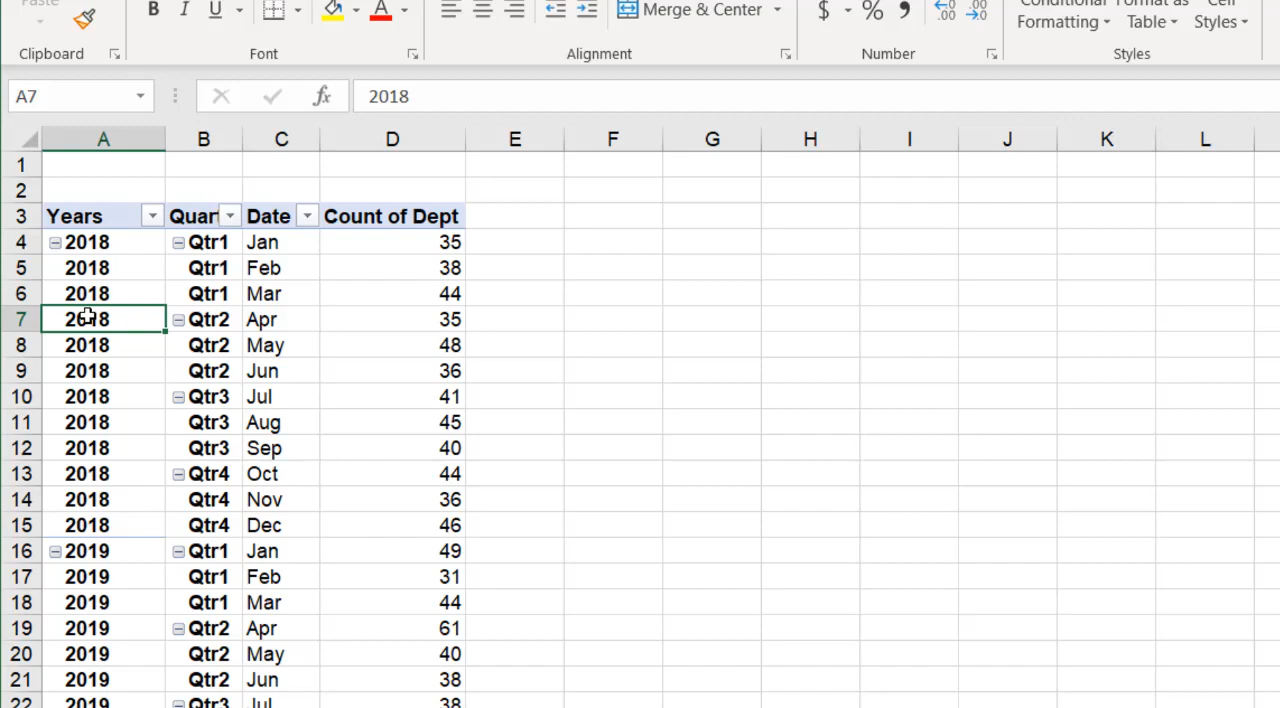 Paste B I U Merge & Center $ % 9 .00 .00 Conditional Format as Cell
Formatting Table Styles
Clipboard Font Alignment Number Styles
A7 fx 2018
A B C D E F G H I J K L
1
2
3 Years Quar Date Count of Dept
4 2018 Qtr1 Jan 35
5 2018 Qtr1 Feb 38
6 2018 Qtr1 Mar 44
7 2018 Qtr2 Apr 35
8 2018 Qtr2 May 48
9 2018 Qtr2 Jun 36
10 2018 Qtr3 Jul 41
11 2018 Qtr3 Aug 45
12 2018 Qtr3 Sep 40
13 2018 Qtr4 Oct 44
14 2018 Qtr4 Nov 36
15 2018 Qtr4 Dec 46
16 2019 Qtr1 Jan 49
17 2019 Qtr1 Feb 31
18 2019 Qtr1 Mar 44
19 2019 Qtr2 Apr 61
20 2019 Qtr2 May 40
21 2019 Qtr2 Jun 38
22 2019 Qtr3 Jul 38